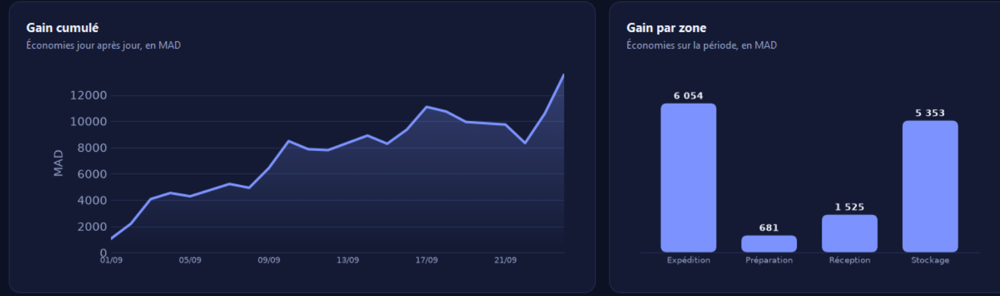 Gain cumulé
Économies jour après jour, en MAD
MAD
12000
10000
8000
6000
4000
2000
0
01/09 05/09 09/09 13/09 17/09 21/09
Gain par zone
Économies sur la période, en MAD
6 054
681
1 525
5 353
Expédition Préparation Réception Stockage